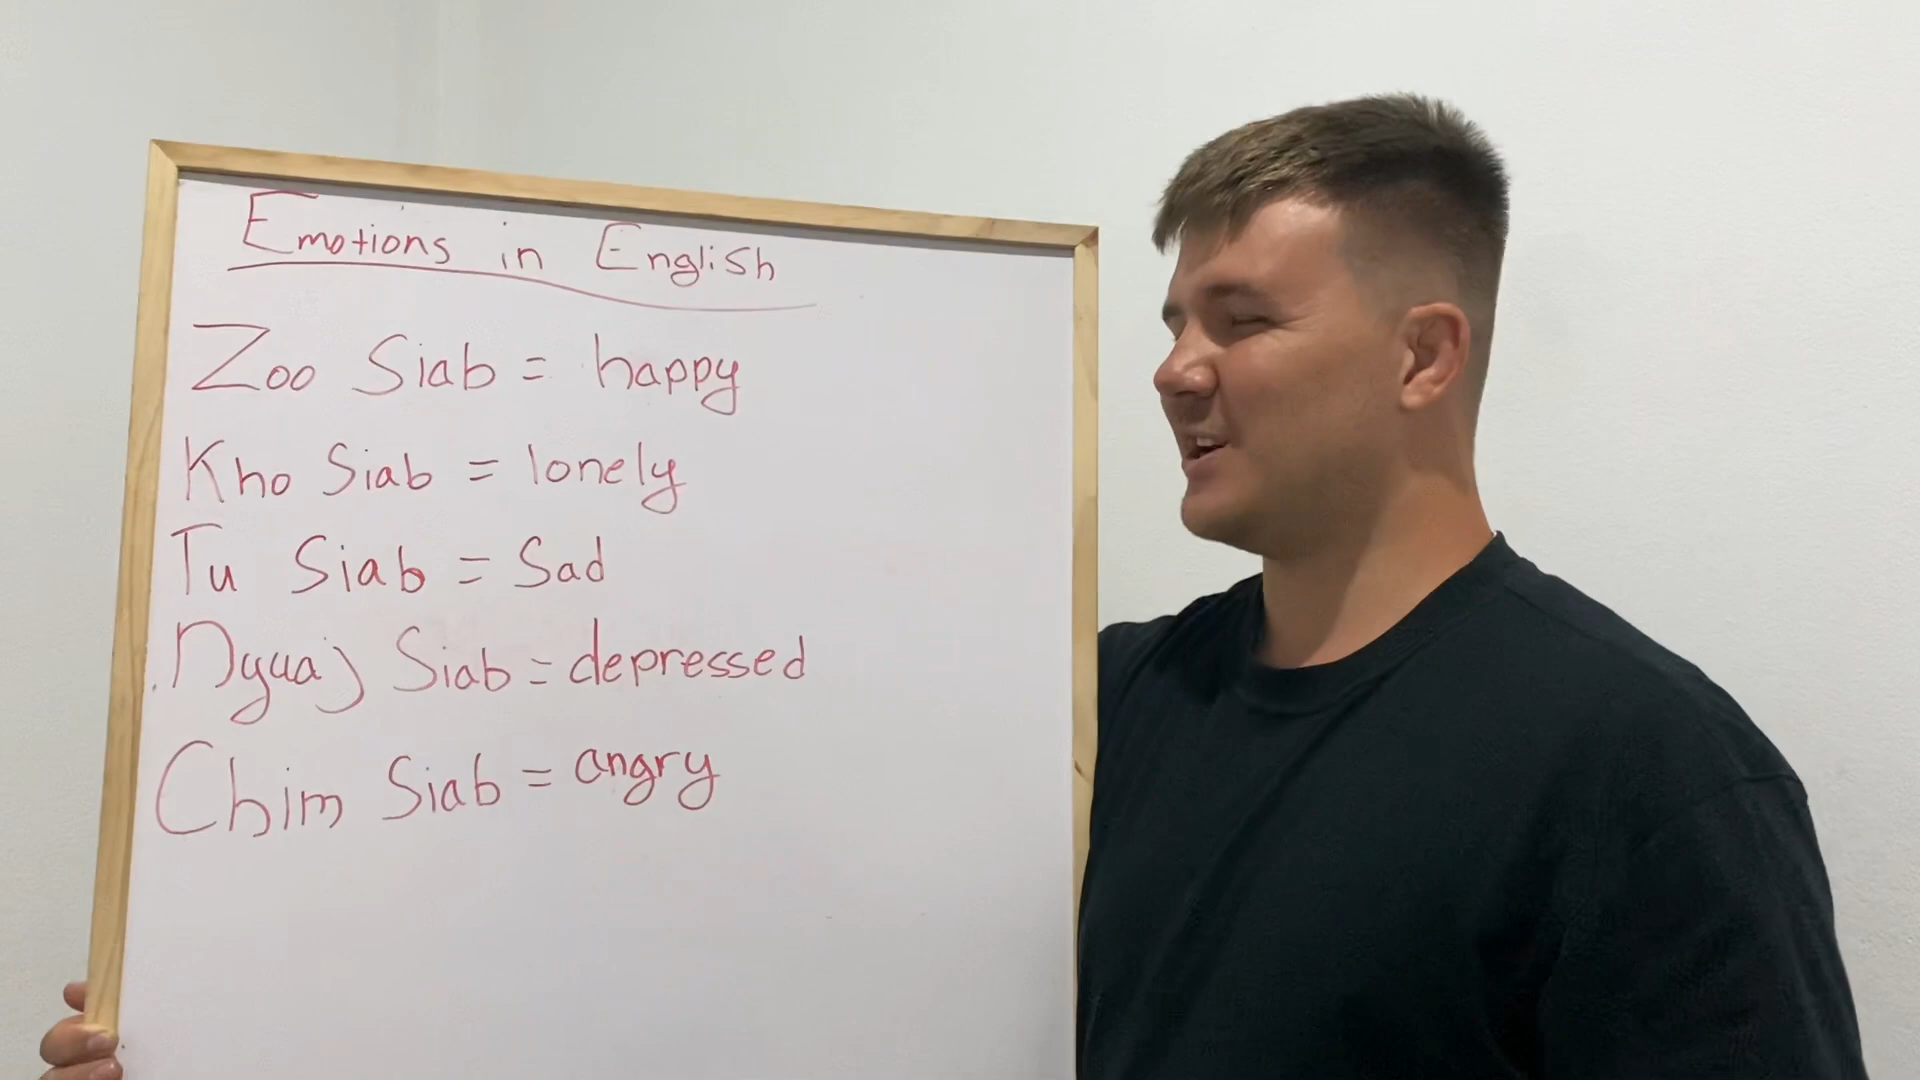 Emotions in English
Zoo Siab = happy
Kho Siab = lonely
Tu Siab = Sad
Nyuaj Siab = depressed
Chim Siab = angry